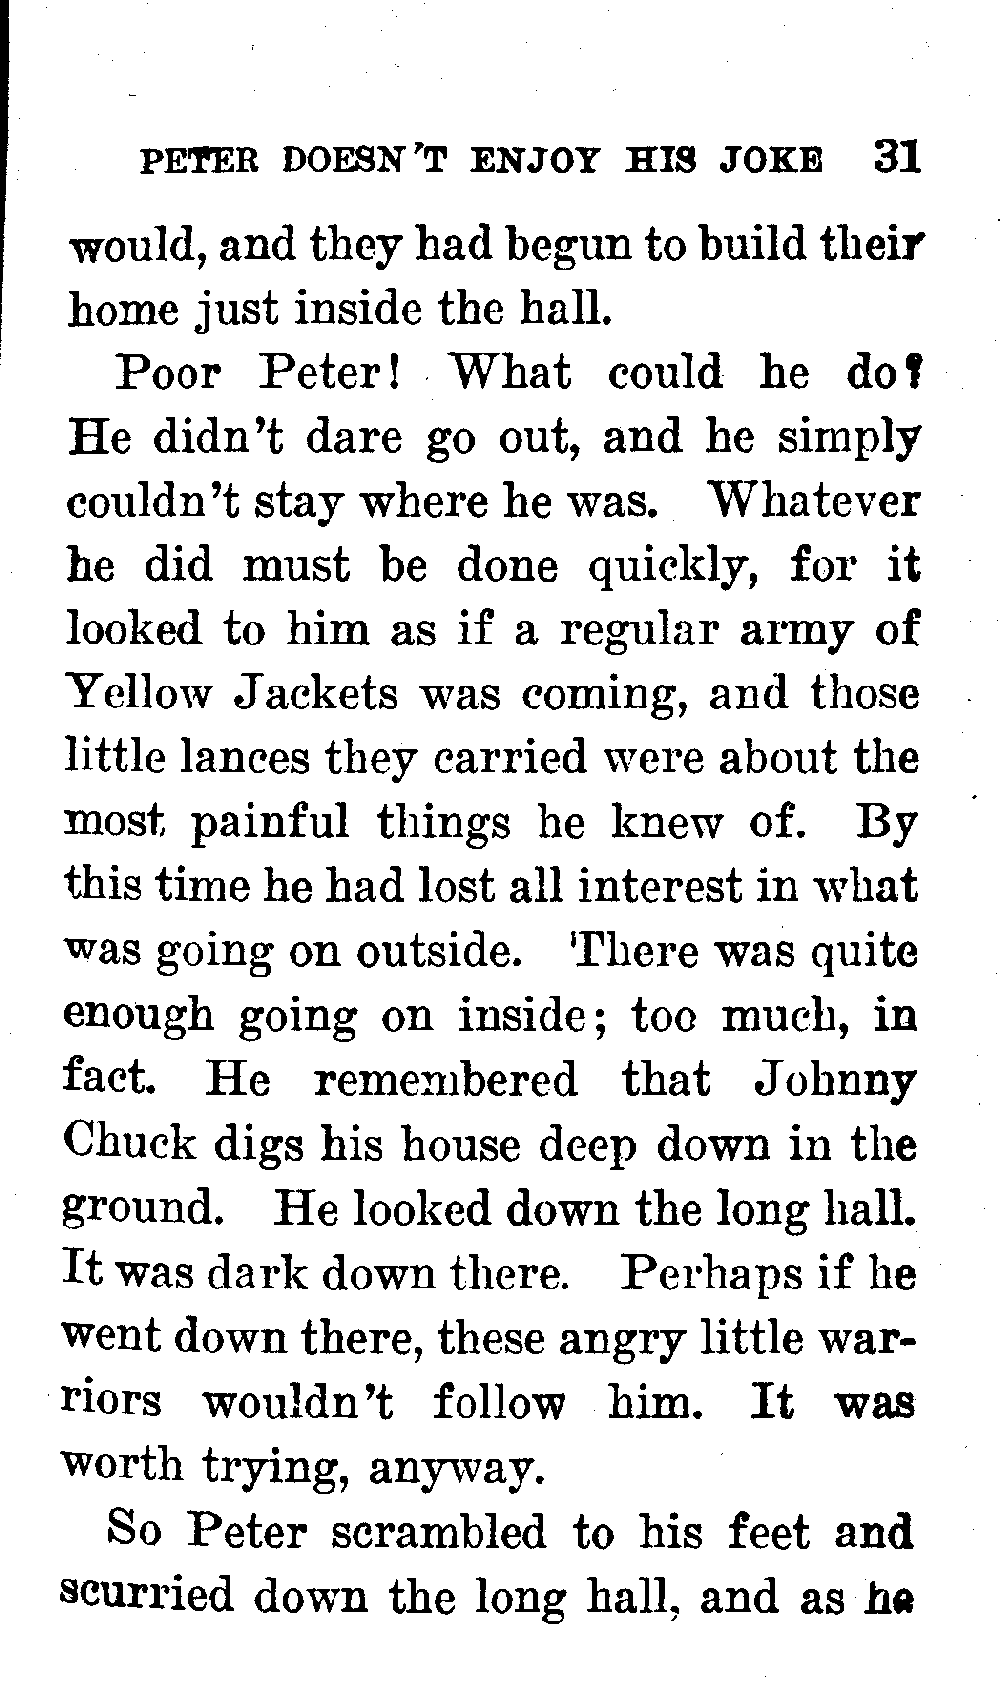 PETER DOESN'T ENJOY HIS JOKE 31
would, and they had begun to build their
home just inside the hall.
Poor Peter! What could he do?
He didn't dare go out, and he simply
couldn't stay where he was. Whatever
he did must be done quickly, for it
looked to him as if a regular army of
Yellow Jackets was coming, and those
little lances they carried were about the
most painful things he knew of. By
this time he had lost all interest in what
was going on outside. There was quite
enough going on inside; too much, in
fact. He remembered that Johnny
Chuck digs his house deep down in the
ground. He looked down the long hall.
It was dark down there. Perhaps if he
went down there, these angry little war-
riors wouldn't follow him. It was
worth trying, anyway.
So Peter scrambled to his feet and
scurried down the long hall, and as he